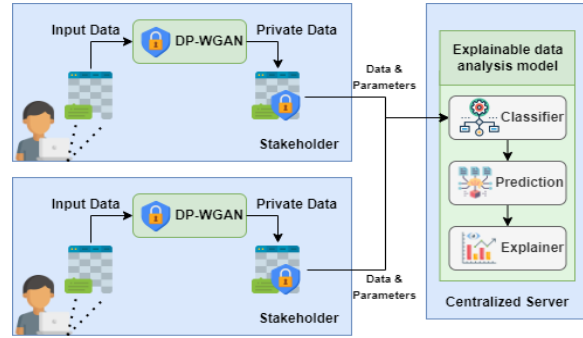 Input Data
DP-WGAN
Private Data
Stakeholder
Data &
Parameters
Input Data
DP-WGAN
Private Data
Stakeholder
Data &
Parameters
Explainable data
analysis model
Classifier
Prediction
Explainer
Centralized Server